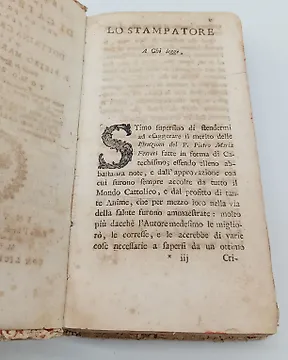 LO STAMPATORE
A Chi legge.
STimo superfluo di stendermi
ad esaggerare il merito delle
Istruzioni del P. Pietro Maria
Ferreri fatte in forma di Ca-
techismo, essendo elleno ab-
bastanza note, e dall'approvazione con
cui furono sempre accolte da tutto il
Mondo Cattolico, e dal profitto di tan-
te Anime, che per mezzo loro nella via
della salute furono ammaestrate: molto
più dacchè l'Autore medesimo le miglio-
rò, le corresse, e le accrebbe di varie
cose necessarie a sapersi da un ottimo
* iij Cri-